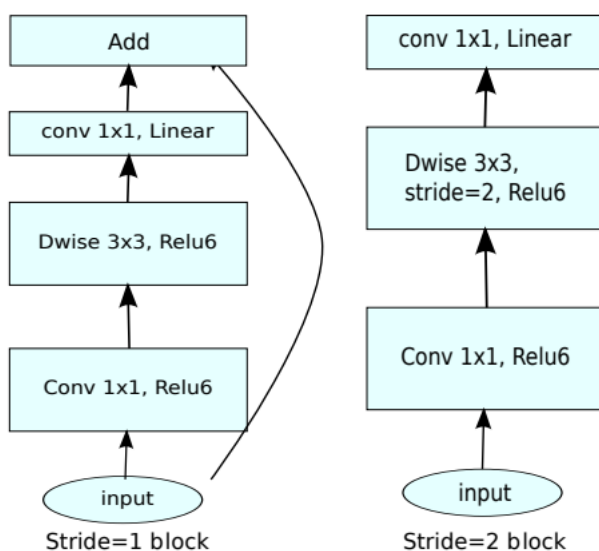 Add
conv 1x1, Linear
Dwise 3x3, Relu6
Conv 1x1, Relu6
input
Stride=1 block
conv 1x1, Linear
Dwise 3x3,
stride=2, Relu6
Conv 1x1, Relu6
input
Stride=2 block